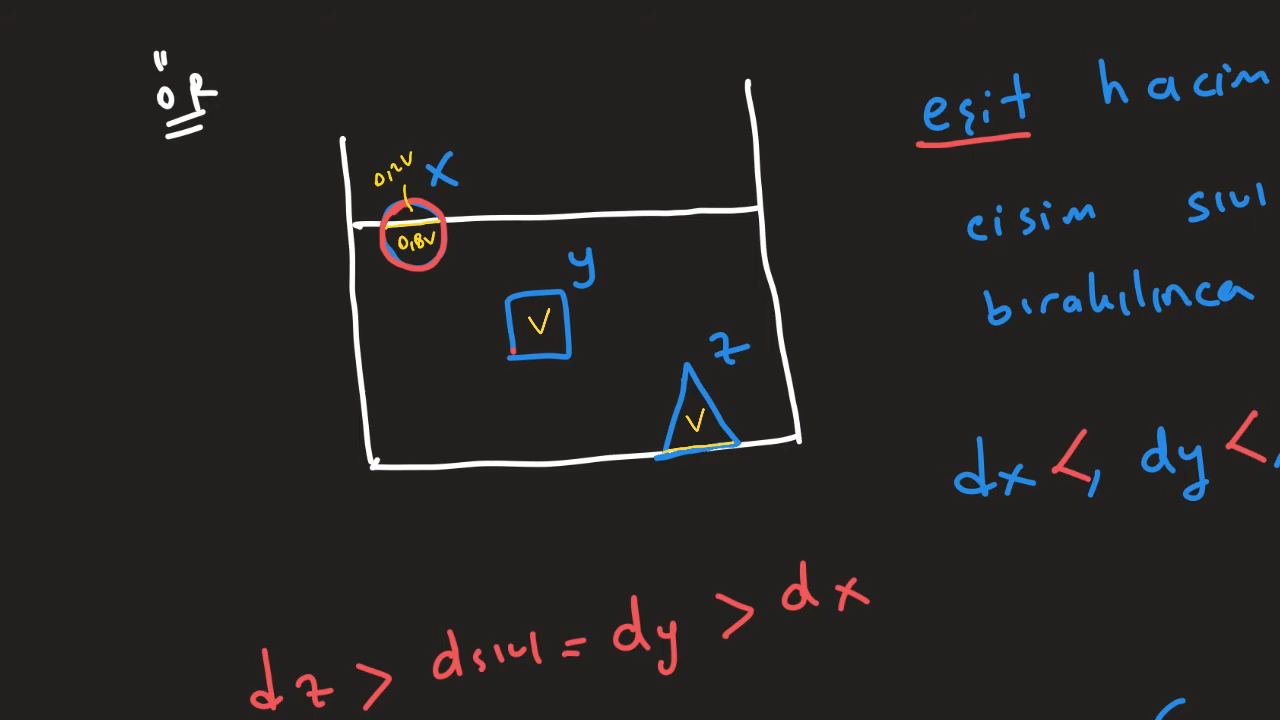 ÖR
eşit hacim
cisim sıvı
bırakılınca
0,2V X
0,8V
y
V
z
V
dx <, dy <,
dz > dsıvı = dy > dx